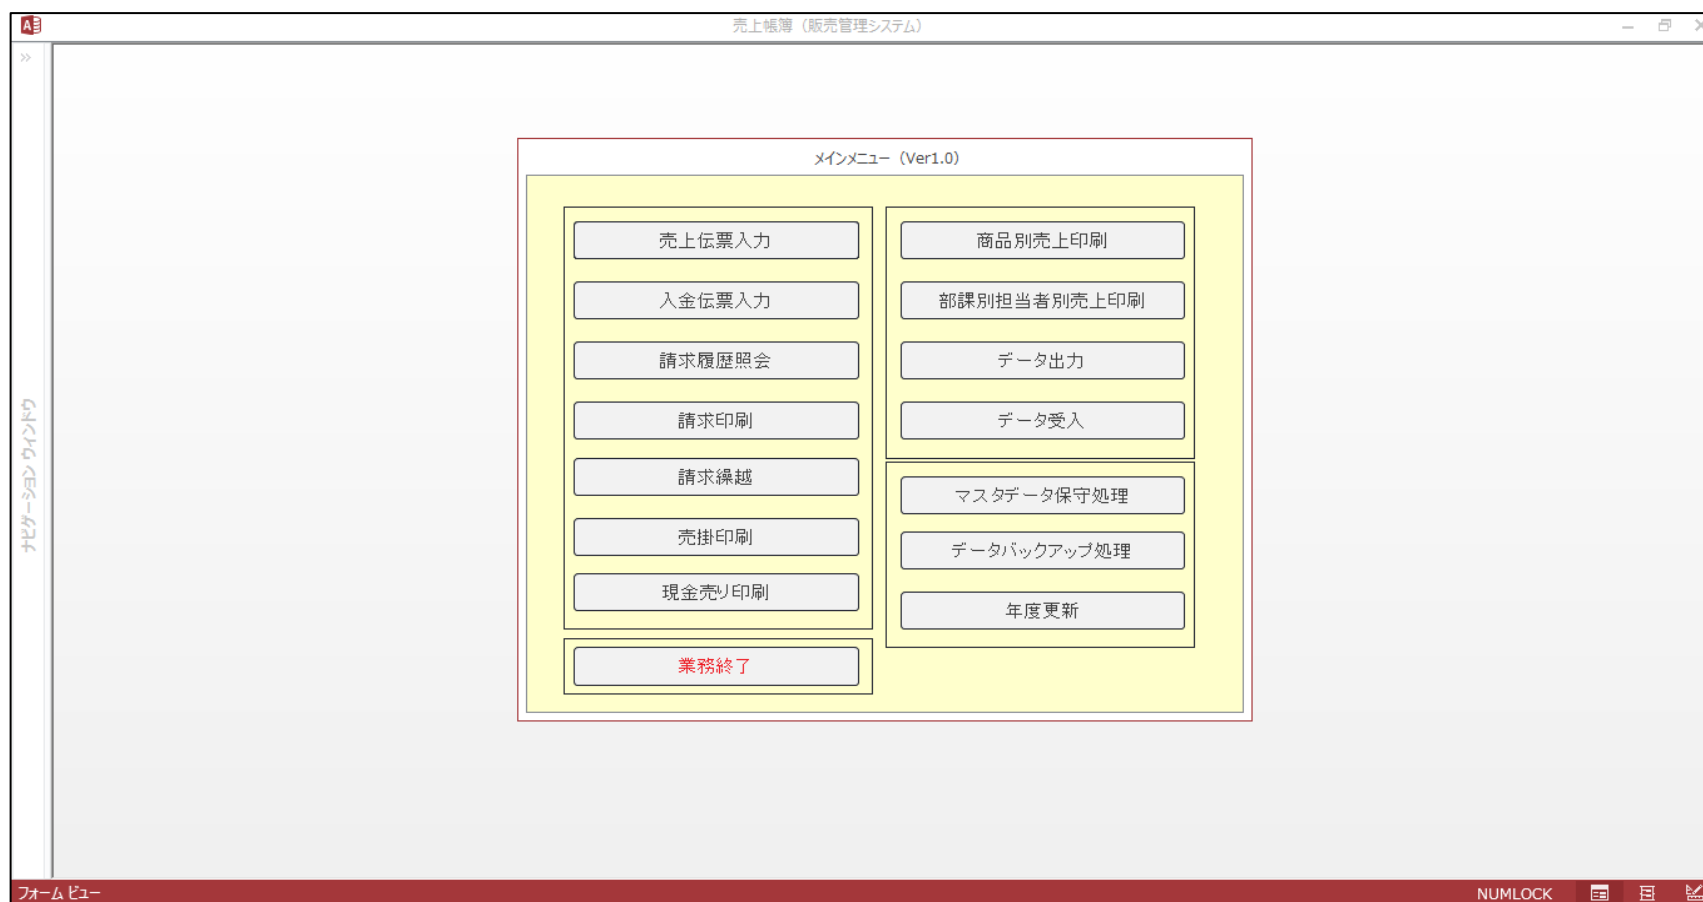 売上帳簿（販売管理システム）
»
ナビゲーション ウィンドウ
メインメニュー（Ver1.0）
売上伝票入力
入金伝票入力
請求履歴照会
請求印刷
請求繰越
売掛印刷
現金売り印刷
業務終了
商品別売上印刷
部課別担当者別売上印刷
データ出力
データ受入
マスタデータ保守処理
データバックアップ処理
年度更新
フォーム ビュー
NUMLOCK